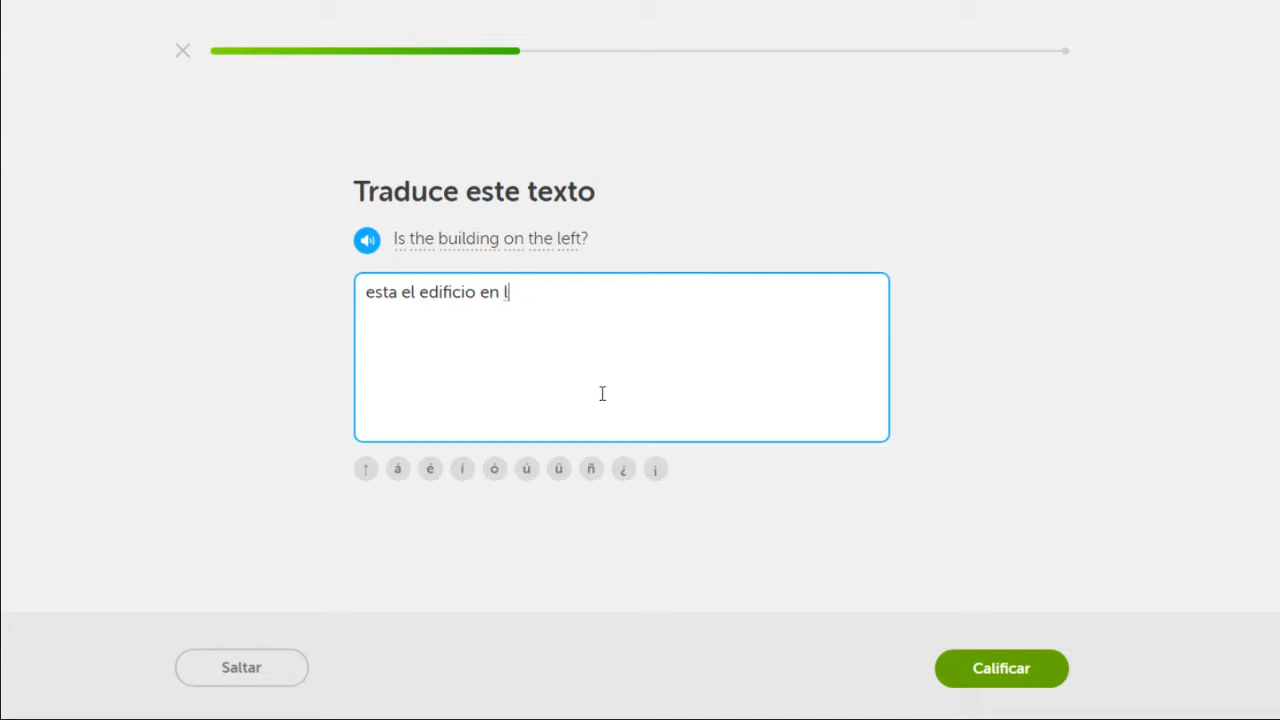 Traduce este texto
Is the building on the left?
esta el edificio en l
↑ á é í ó ú ü ñ ¿ ¡
Saltar
Calificar